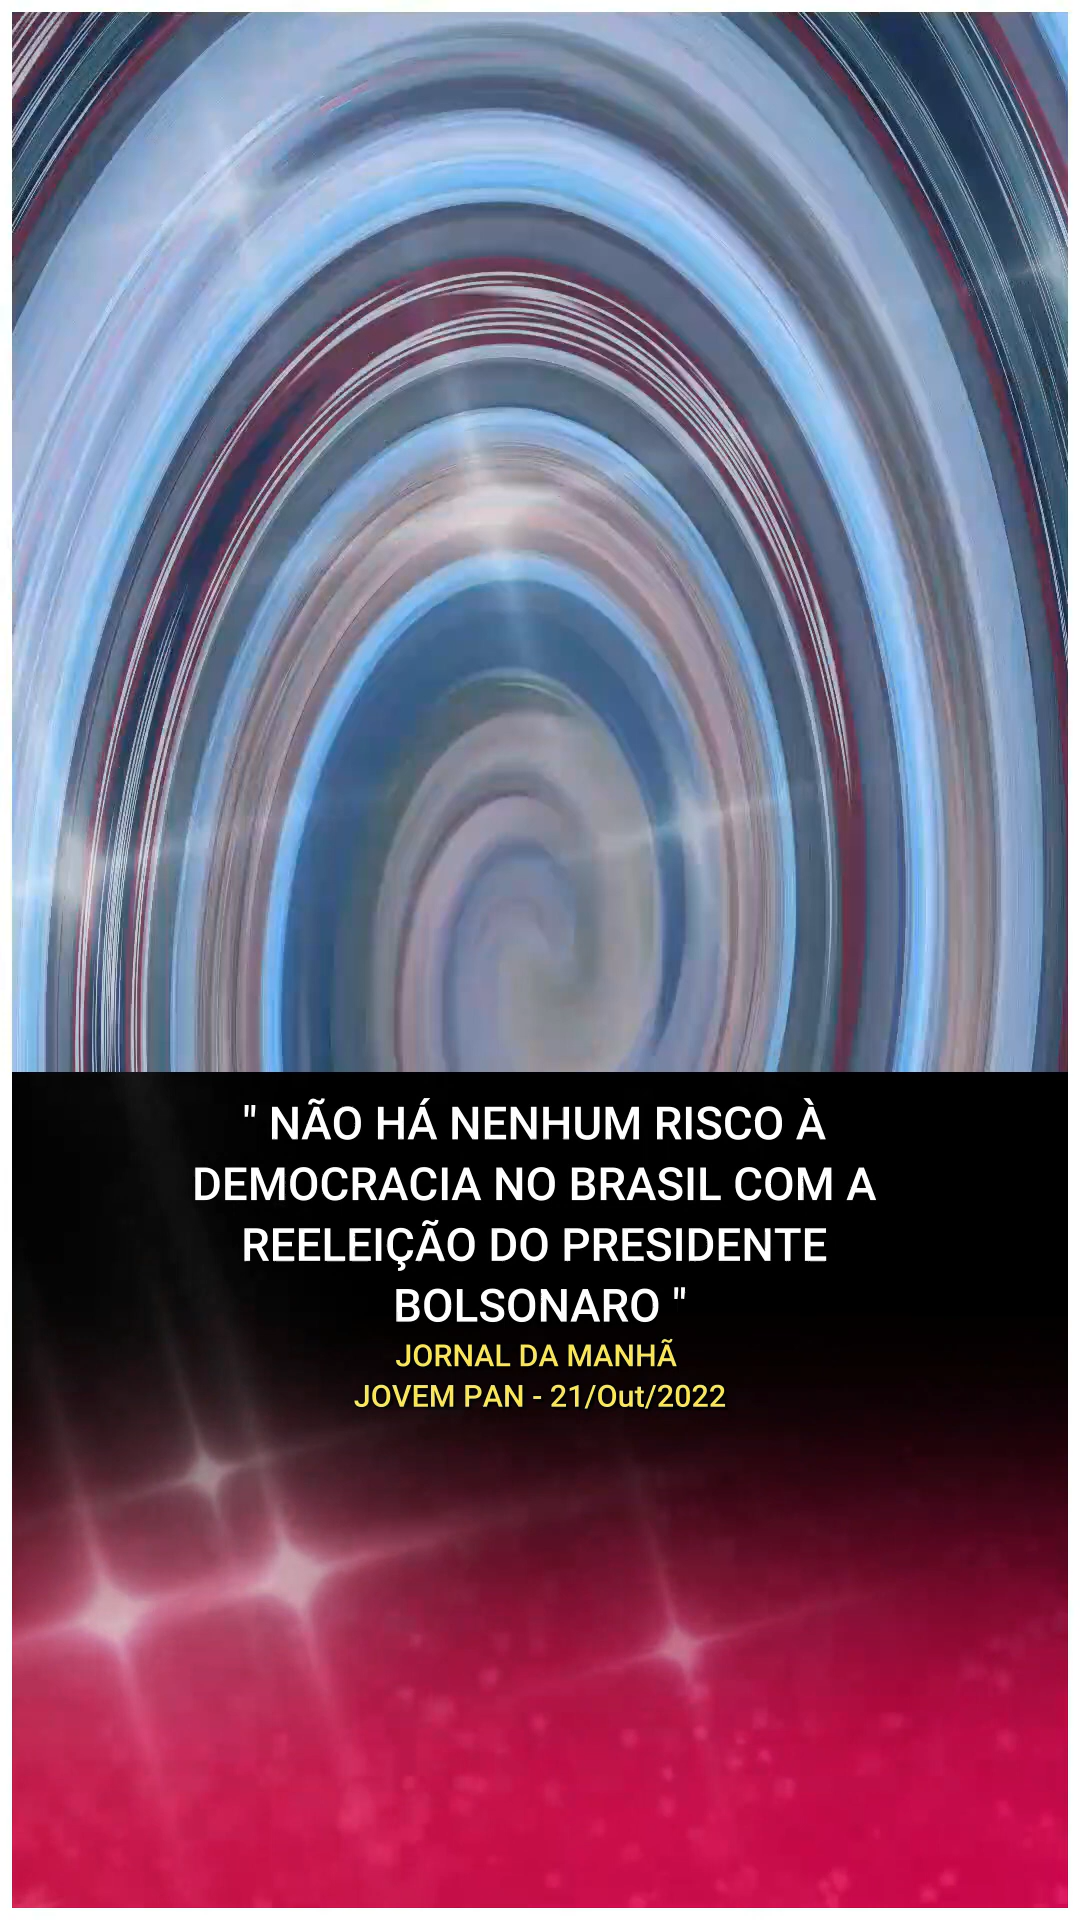 " NÃO HÁ NENHUM RISCO À
DEMOCRACIA NO BRASIL COM A
REELEIÇÃO DO PRESIDENTE
BOLSONARO "
JORNAL DA MANHÃ
JOVEM PAN - 21/Out/2022